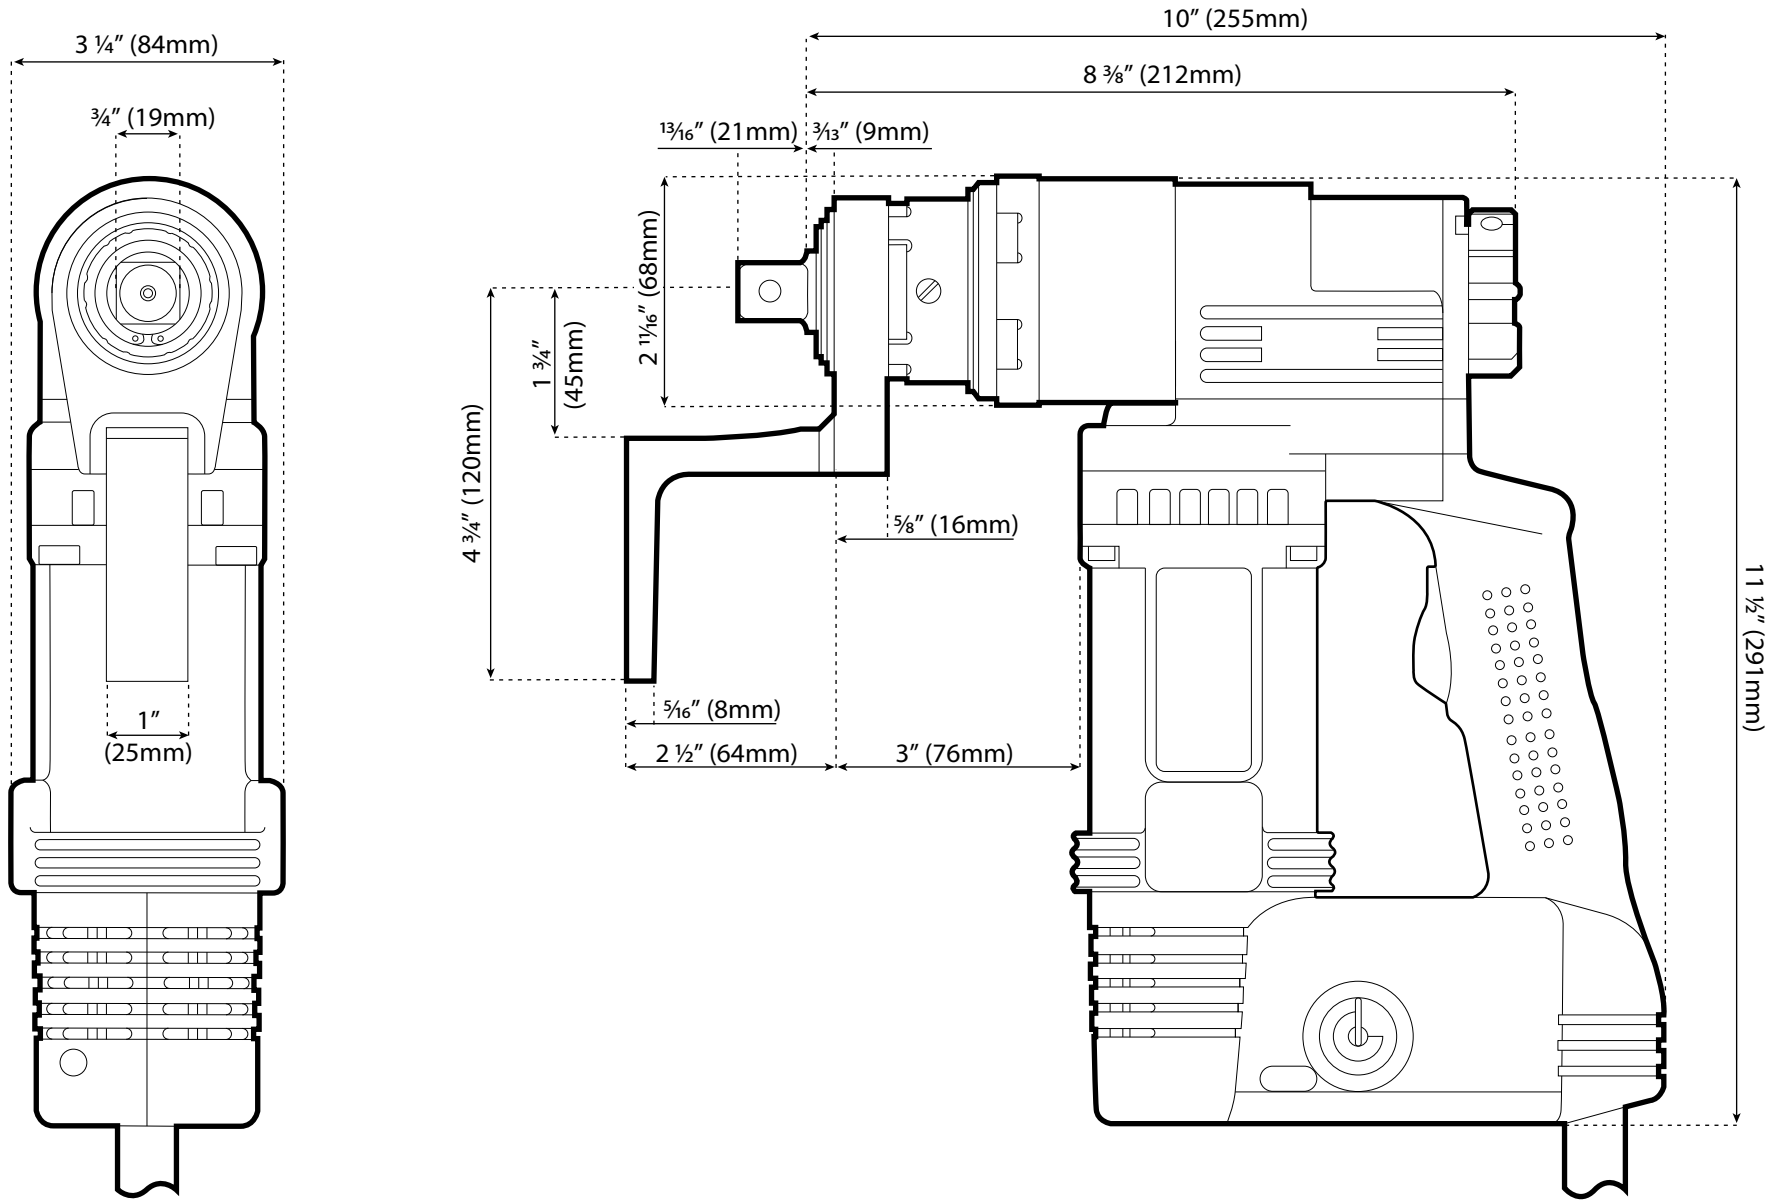 10” (255mm)
3 ¼” (84mm)
8 ⅜” (212mm)
¾” (19mm)
¹³⁄₁₆” (21mm)
³⁄₁₃” (9mm)
2 ¹¹⁄₁₆” (68mm)
1 ¾”
(45mm)
4 ¾” (120mm)
⅝” (16mm)
11 ½” (291mm)
⁵⁄₁₆” (8mm)
1”
(25mm)
2 ½” (64mm)
3” (76mm)